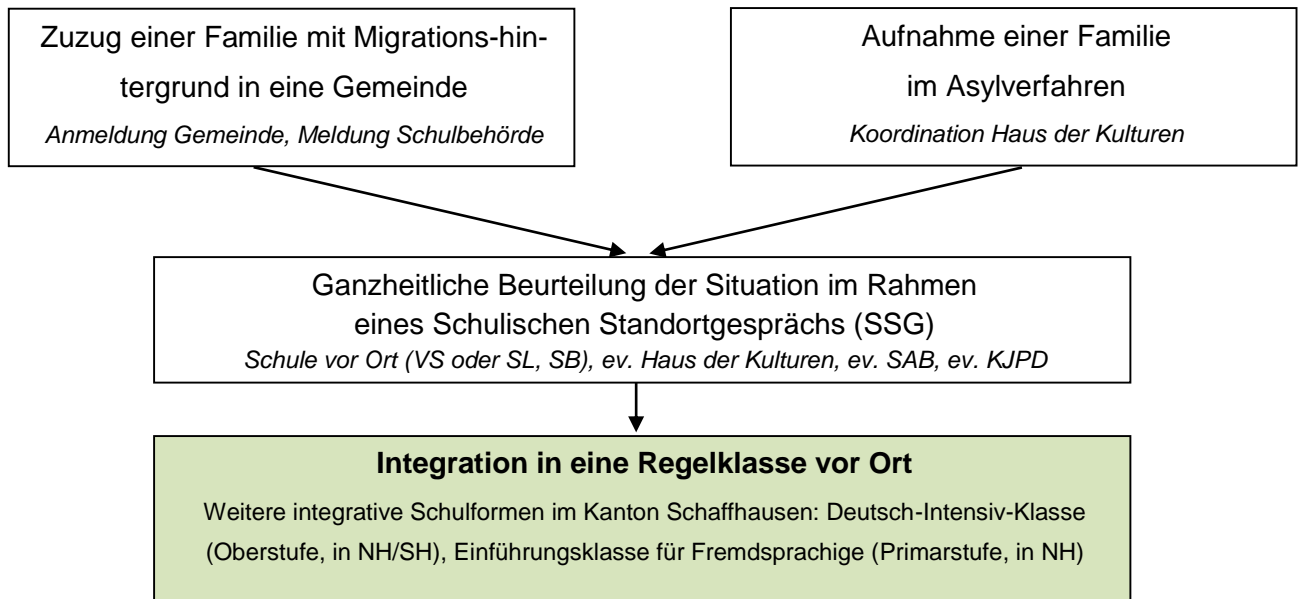 Zuzug einer Familie mit Migrations-hin-
tergrund in eine Gemeinde
Anmeldung Gemeinde, Meldung Schulbehörde
Aufnahme einer Familie
im Asylverfahren
Koordination Haus der Kulturen
Ganzheitliche Beurteilung der Situation im Rahmen
eines Schulischen Standortgesprächs (SSG)
Schule vor Ort (VS oder SL, SB), ev. Haus der Kulturen, ev. SAB, ev. KJPD
Integration in eine Regelklasse vor Ort
Weitere integrative Schulformen im Kanton Schaffhausen: Deutsch-Intensiv-Klasse
(Oberstufe, in NH/SH), Einführungsklasse für Fremdsprachige (Primarstufe, in NH)